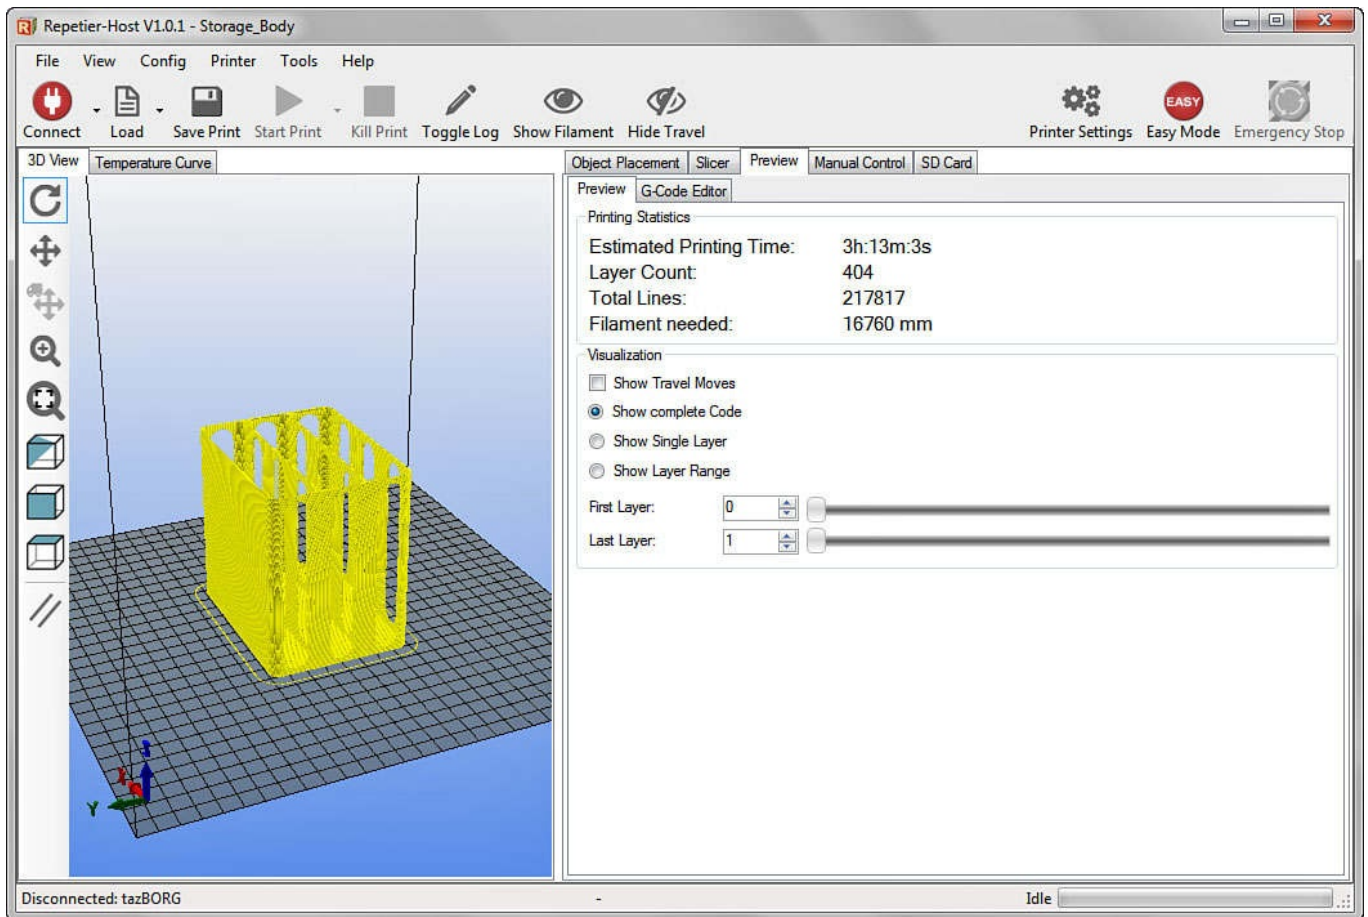 Repetier-Host V1.0.1 - Storage_Body
File View Config Printer Tools Help
EASY
Connect Load Save Print Start Print Kill Print Toggle Log Show Filament Hide Travel Printer Settings Easy Mode Emergency Stop
3D View Temperature Curve Object Placement Slicer Preview Manual Control SD Card
Preview G-Code Editor
Printing Statistics
Estimated Printing Time: 3h:13m:3s
Layer Count: 404
Total Lines: 217817
Filament needed: 16760 mm
Visualization
Show Travel Moves
Show complete Code
Show Single Layer
Show Layer Range
First Layer: 0
Last Layer: 1
Y
Disconnected: tazBORG - Idle